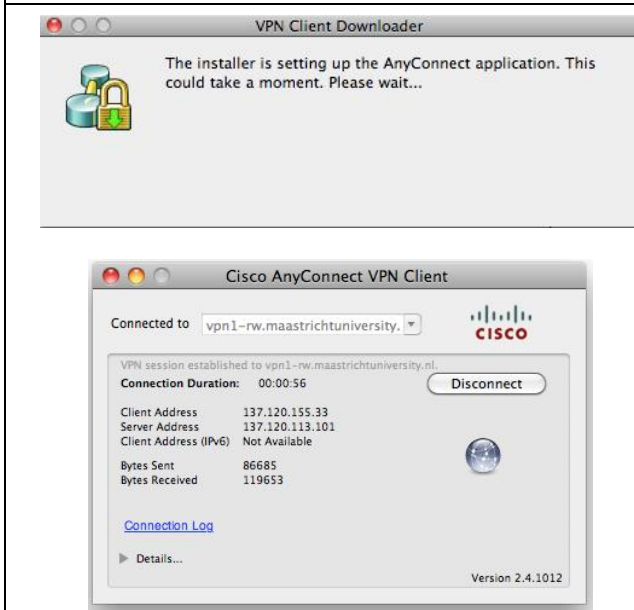 VPN Client Downloader
The installer is setting up the AnyConnect application. This
could take a moment. Please wait...
Cisco AnyConnect VPN Client
Connected to vpn1-rw.maastrichtuniversity.
CISCO
VPN session established to vpn1-rw.maastrichtuniversity.nl.
Connection Duration: 00:00:56
Disconnect
Client Address 137.120.155.33
Server Address 137.120.113.101
Client Address (IPv6) Not Available
Bytes Sent 86685
Bytes Received 119653
Connection Log
Details...
Version 2.4.1012